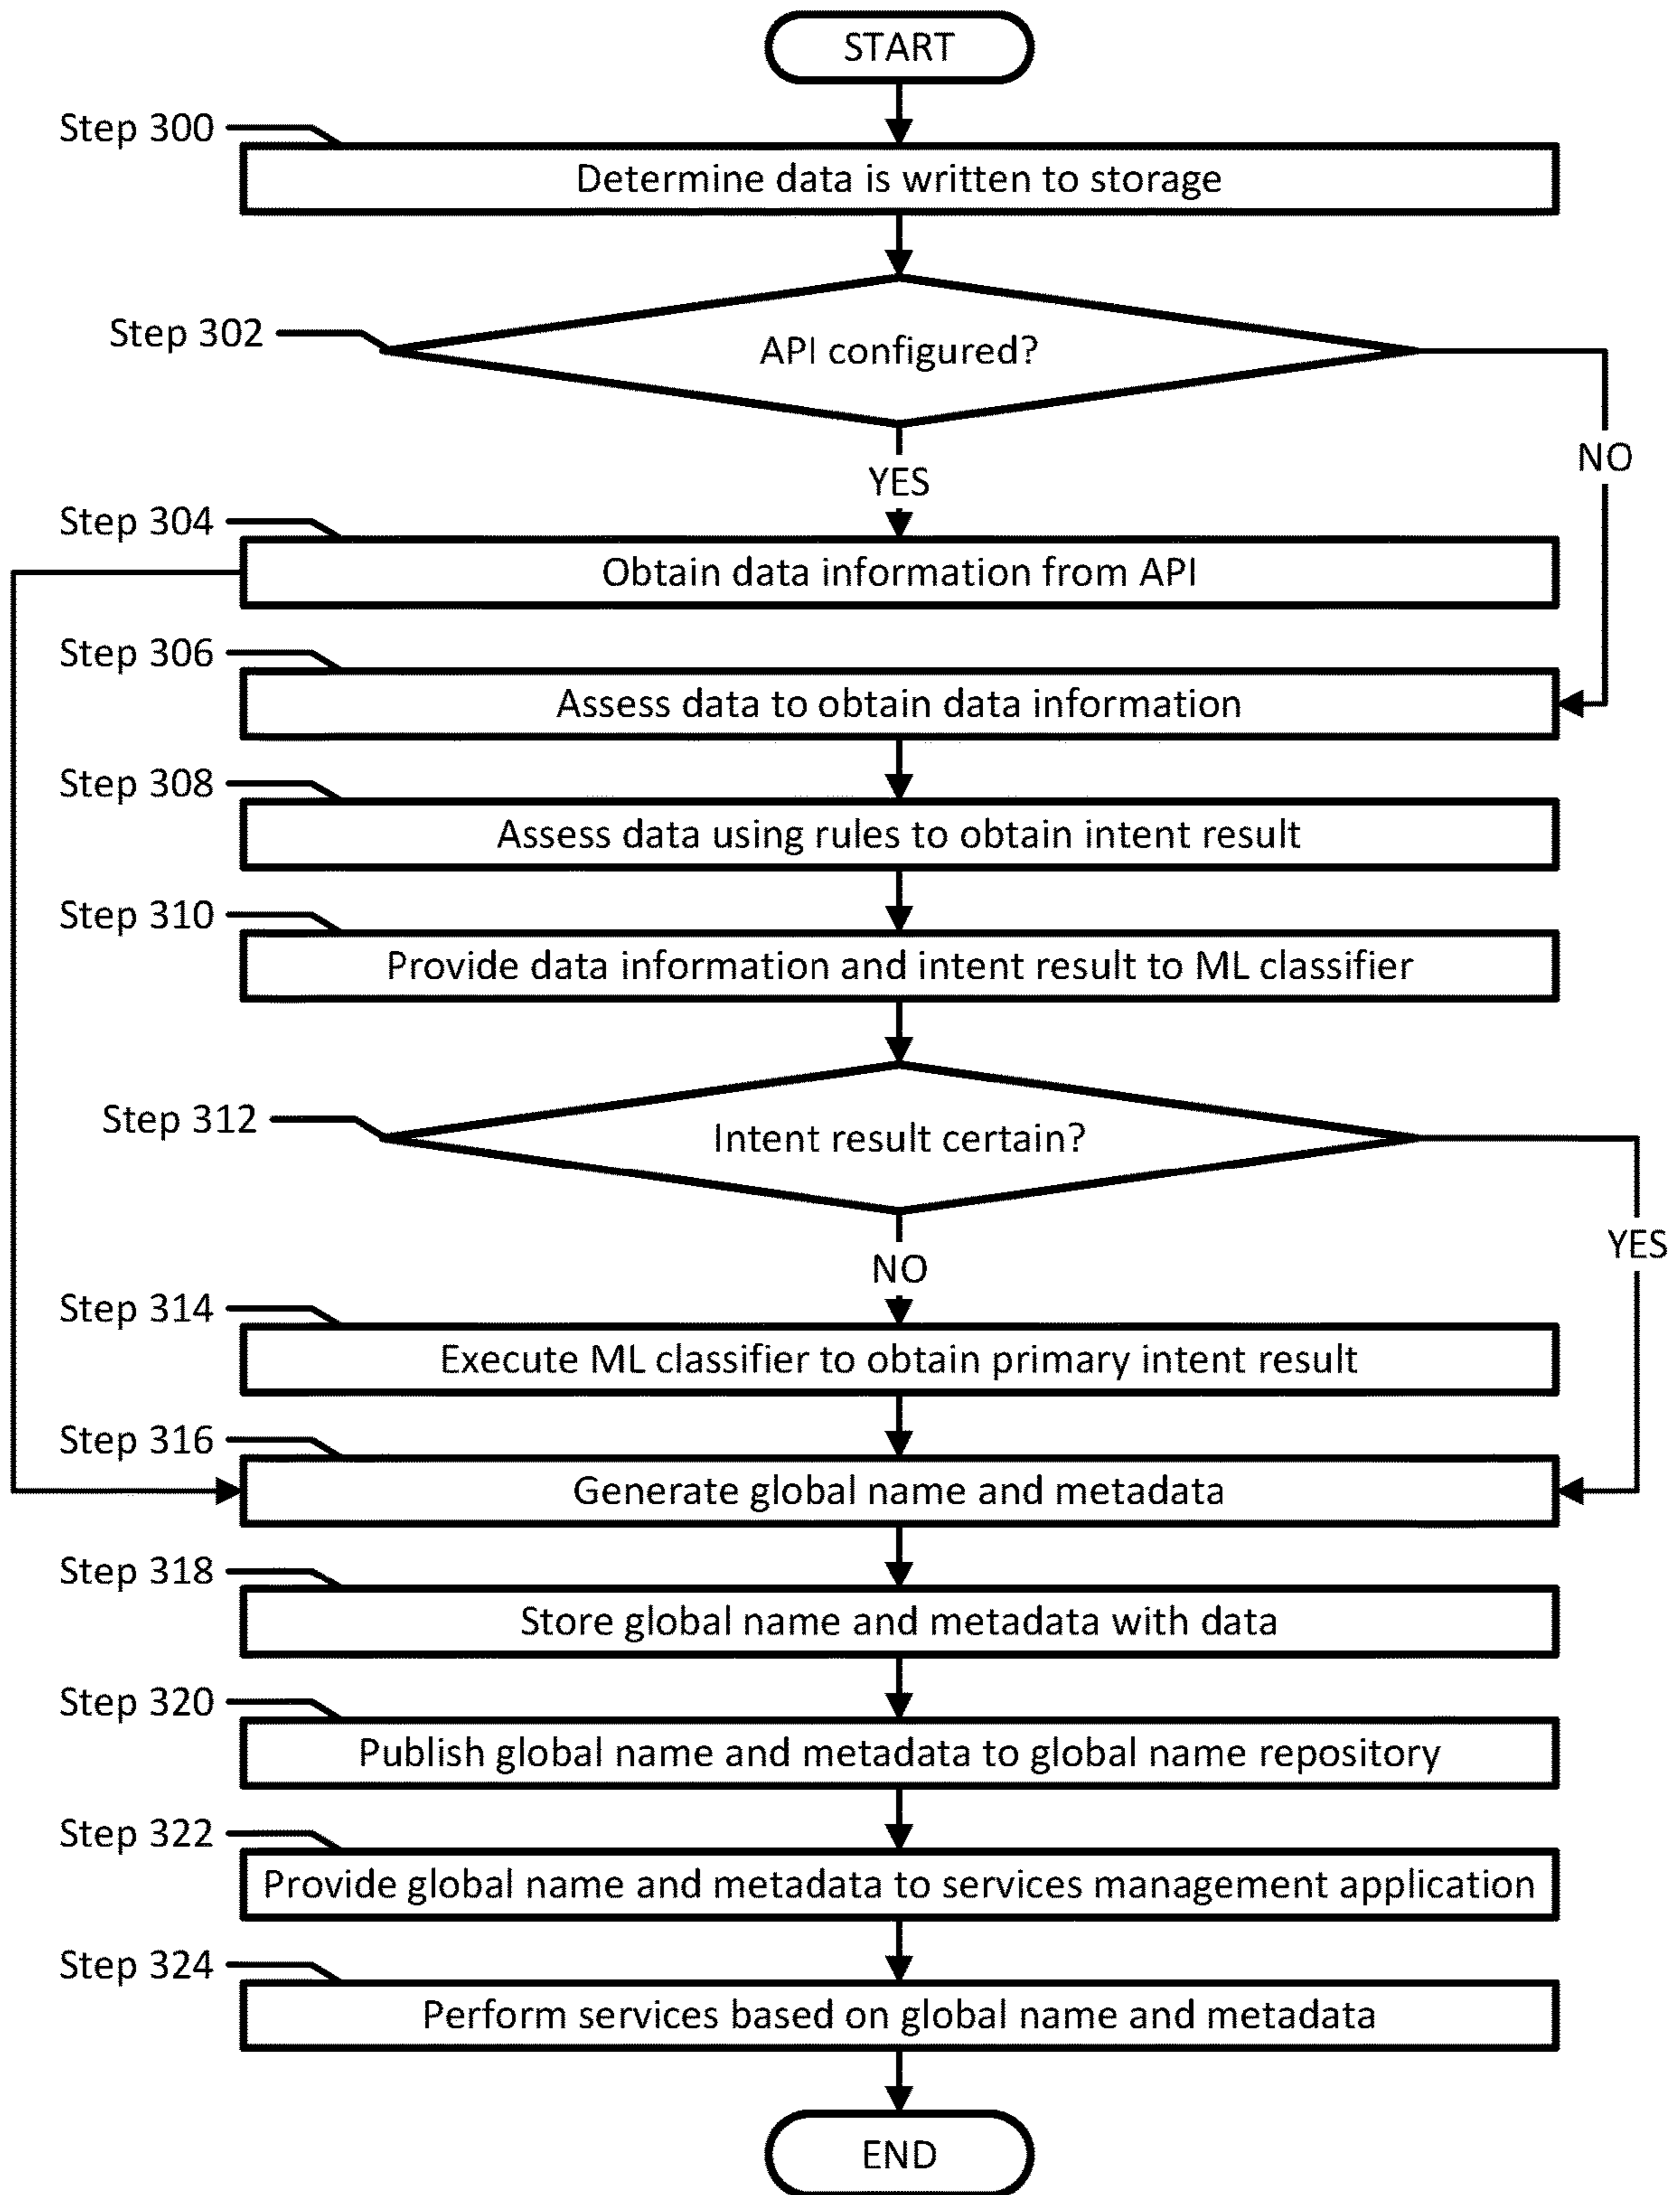 START
Step 300
Determine data is written to storage
Step 302
API configured?
NO
YES
Step 304
Obtain data information from API
Step 306
Assess data to obtain data information
Step 308
Assess data using rules to obtain intent result
Step 310
Provide data information and intent result to ML classifier
Step 312
Intent result certain?
YES
NO
Step 314
Execute ML classifier to obtain primary intent result
Step 316
Generate global name and metadata
Step 318
Store global name and metadata with data
Step 320
Publish global name and metadata to global name repository
Step 322
Provide global name and metadata to services management application
Step 324
Perform services based on global name and metadata
END